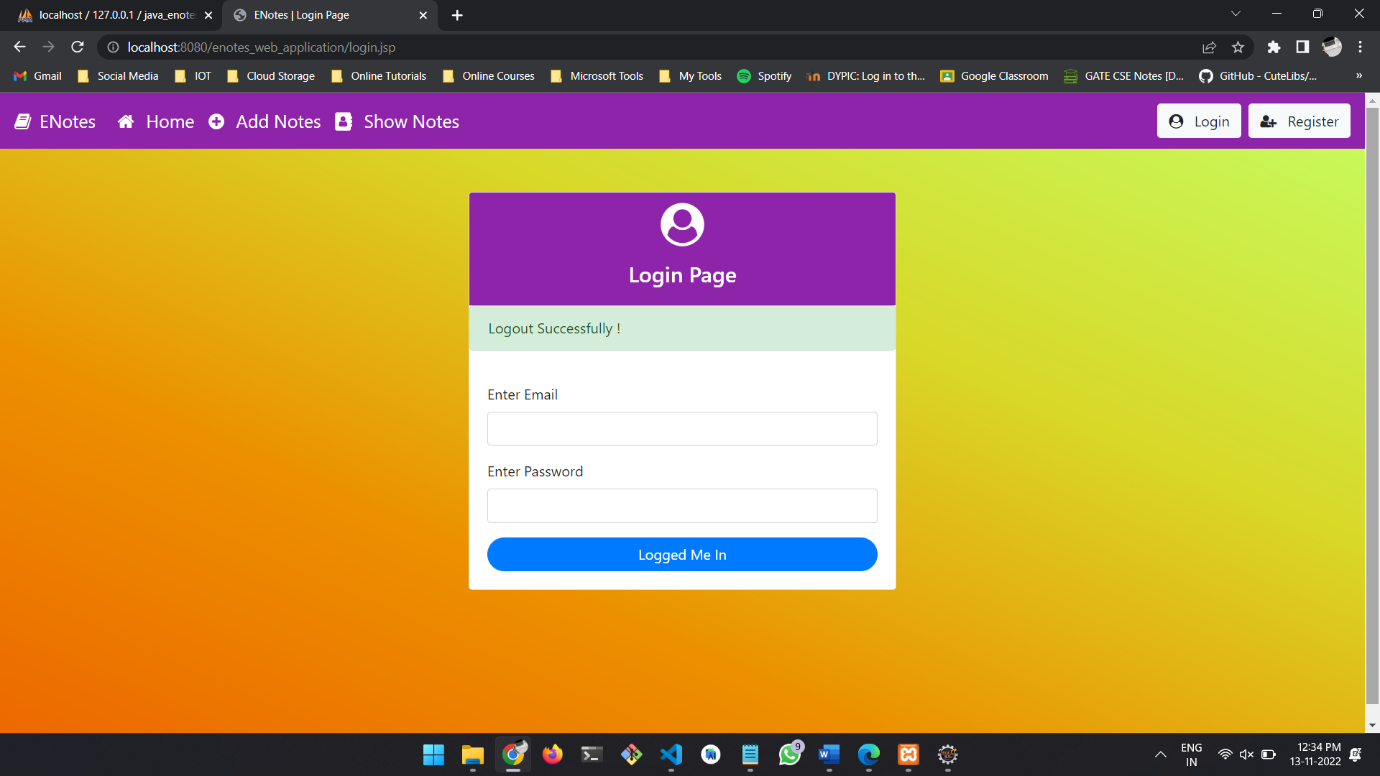 localhost / 127.0.0.1 / java_enote
ENotes | Login Page
localhost:8080/enotes_web_application/login.jsp
Gmail Social Media IOT Cloud Storage Online Tutorials Online Courses Microsoft Tools My Tools Spotify DYPIC: Log in to th... Google Classroom GATE CSE Notes [D... GitHub - CuteLibs/... »
ENotes Home Add Notes Show Notes Login Register
Login Page
Logout Successfully !
Enter Email
Enter Password
Logged Me In
9
ENG
IN
12:34 PM
13-11-2022